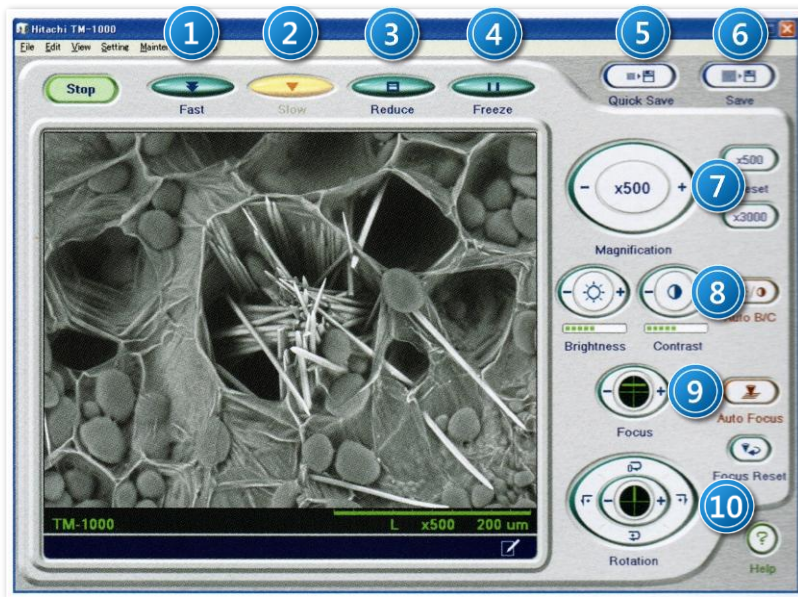 Hitachi TM-1000
File Edit View Setting
1 2 3 4 5 6
Stop
Fast Slow Reduce Freeze Quick Save Save
x500
7
x500
x3000
Magnification
8
Auto B/C
Brightness Contrast
9
Auto Focus
Focus
Focus Reset
10
Rotation
TM-1000 L x500 200 um
?
Help